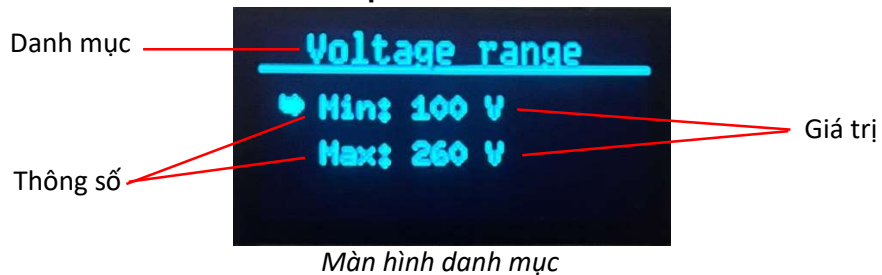 Danh mục
Voltage range
Min: 100 V
Max: 260 V
Giá trị
Thông số
Màn hình danh mục